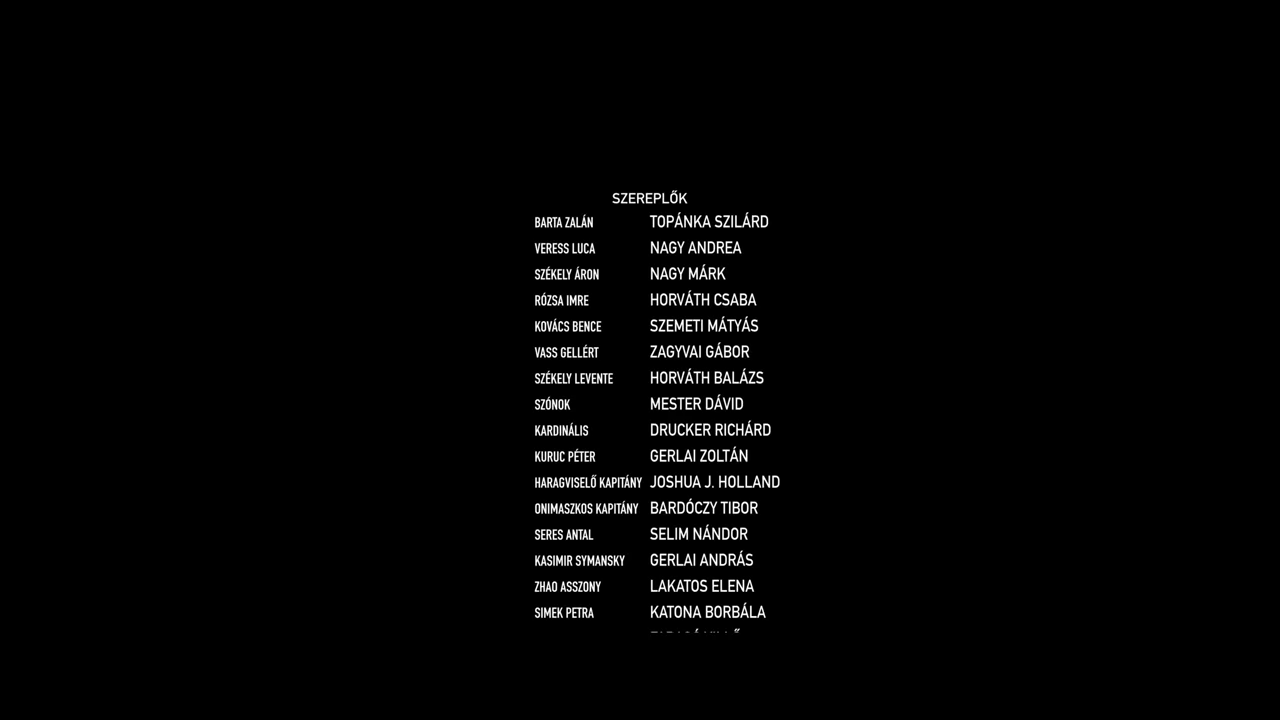 SZEREPLŐK
BARTA ZALÁN TOPÁNKA SZILÁRD
VERESS LUCA NAGY ANDREA
SZÉKELY ÁRON NAGY MÁRK
RÓZSA IMRE HORVÁTH CSABA
KOVÁCS BENCE SZEMETI MÁTYÁS
VASS GELLÉRT ZAGYVAI GÁBOR
SZÉKELY LEVENTE HORVÁTH BALÁZS
SZÓNOK MESTER DÁVID
KARDINÁLIS DRUCKER RICHÁRD
KURUC PÉTER GERLAI ZOLTÁN
HARAGVISELŐ KAPITÁNY JOSHUA J. HOLLAND
ONIMASZKOS KAPITÁNY BARDÓCZY TIBOR
SERES ANTAL SELIM NÁNDOR
KASIMIR SYMANSKY GERLAI ANDRÁS
ZHAO ASSZONY LAKATOS ELENA
SIMEK PETRA KATONA BORBÁLA